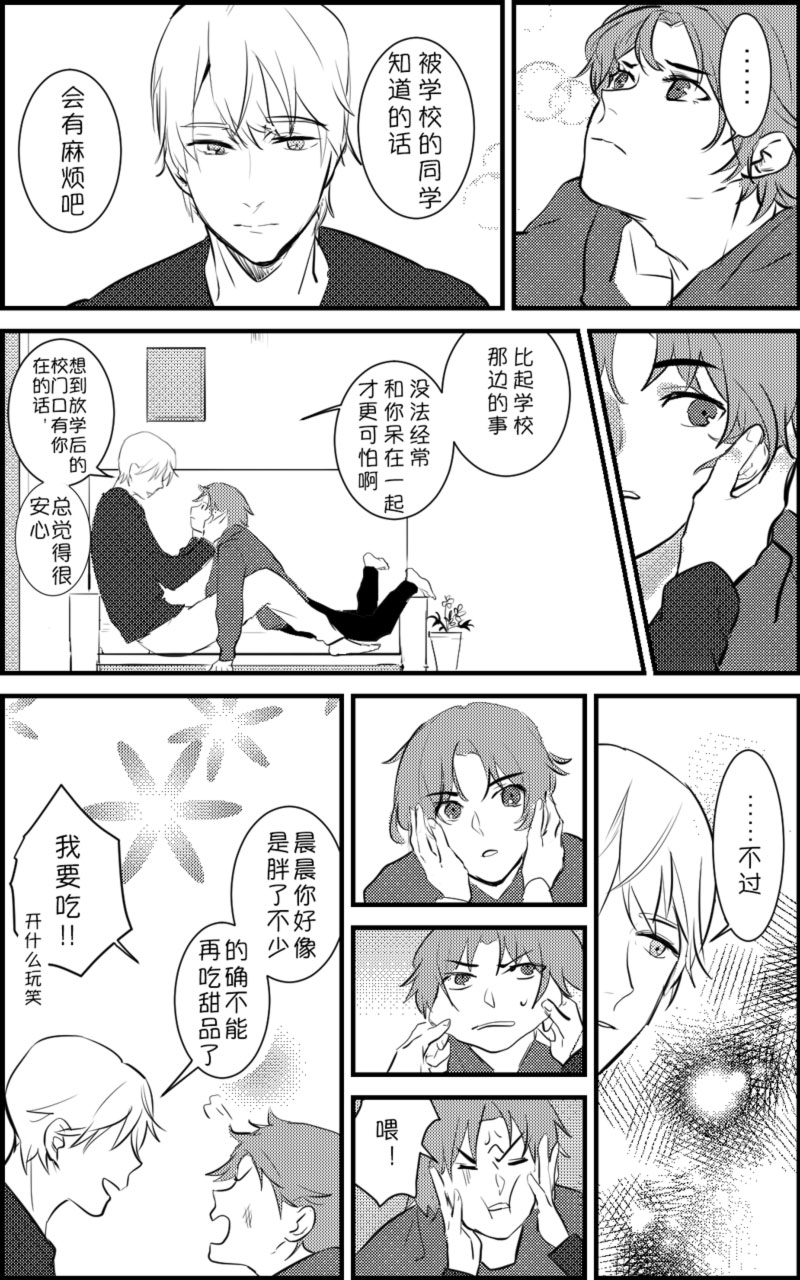 ………
被学校的同学
知道的话
会有麻烦吧
比起学校
那边的事
没法经常
和你呆在一起
才更可怕啊
想到放学后的
校门口有你
在的话，
总觉得很
安心
……不过
喂！
晨晨你好像
是胖了不少
的确不能
再吃甜品了
我要吃!!
开什么玩笑